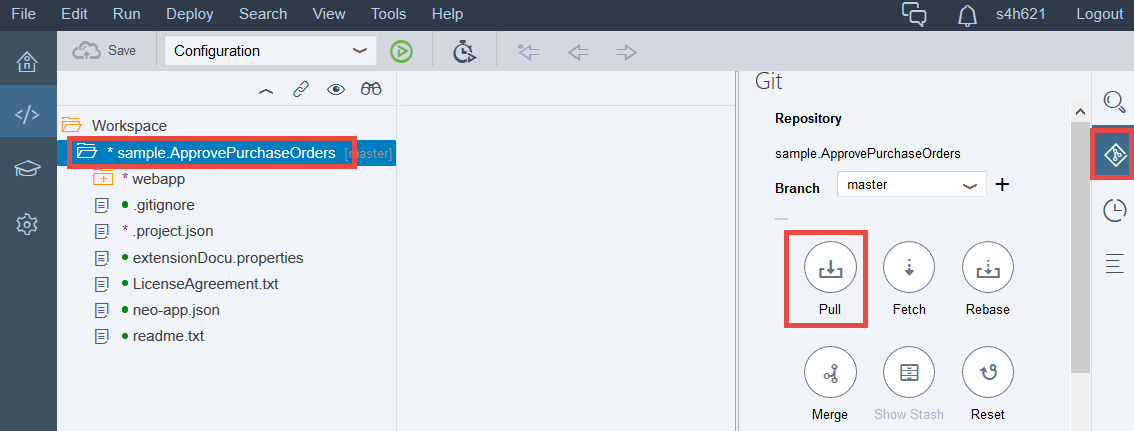 File Edit Run Deploy Search View Tools Help s4h621 Logout
Save Configuration
Git
Workspace
* sample.ApprovePurchaseOrders [master]
* webapp
.gitignore
* .project.json
extensionDocu.properties
LicenseAgreement.txt
neo-app.json
readme.txt
Repository
sample.ApprovePurchaseOrders
Branch master +
Pull Fetch Rebase
Merge Show Stash Reset